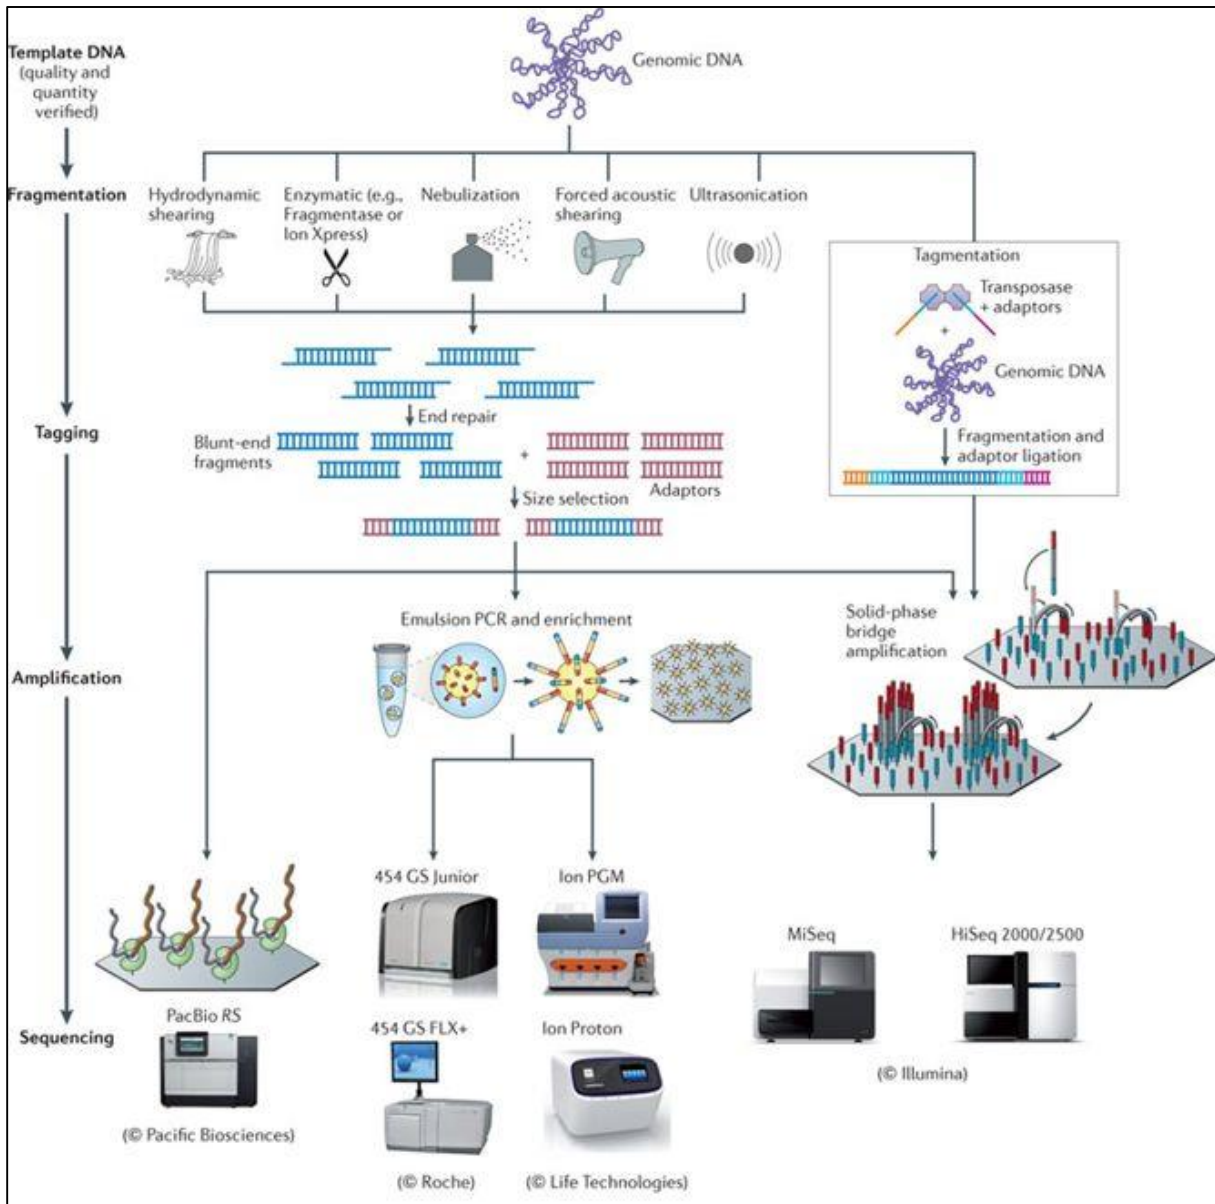 Template DNA
(quality and
quantity
verified)
Genomic DNA
Fragmentation
Hydrodynamic
shearing
Enzymatic (e.g.,
Fragmentase or
Ion Xpress)
Nebulization
Forced acoustic
shearing
Ultrasonication
Tagmentation
Transposase
+ adaptors
+
Genomic DNA
Fragmentation and
adaptor ligation
Tagging
End repair
Blunt-end
fragments
+
Adaptors
Size selection
Amplification
Emulsion PCR and enrichment
Solid-phase
bridge
amplification
Sequencing
PacBio RS
(© Pacific Biosciences)
454 GS Junior
454 GS FLX+
(© Roche)
Ion PGM
Ion Proton
(© Life Technologies)
MiSeq
HiSeq 2000/2500
(© Illumina)